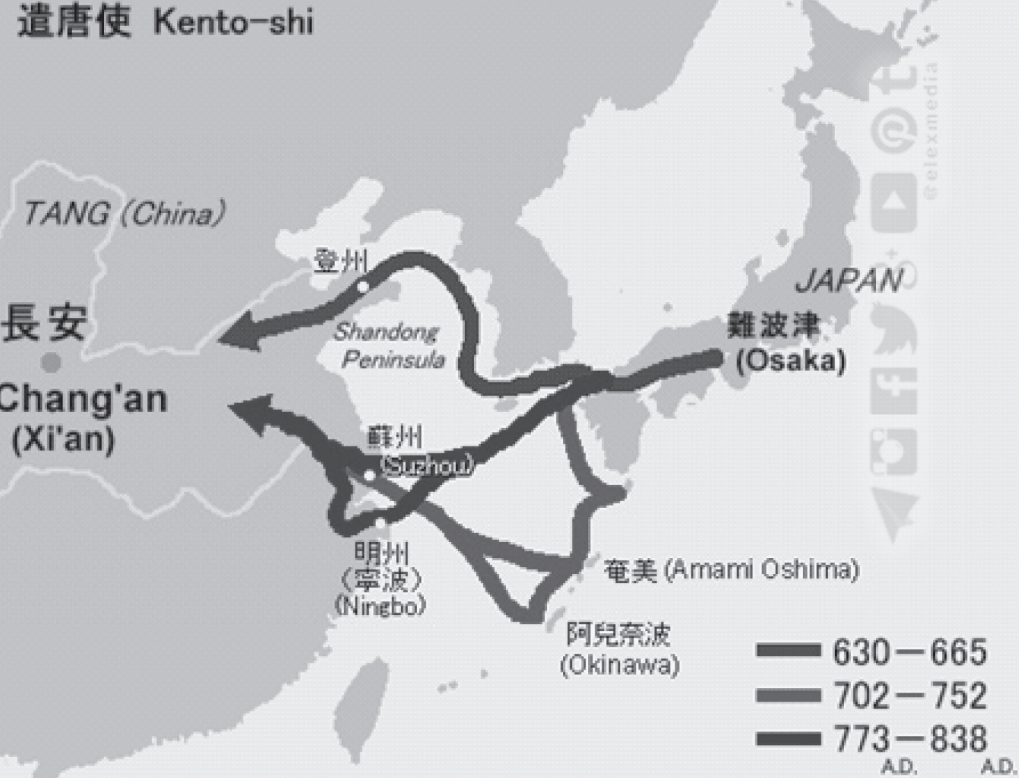 遣唐使 Kento-shi
TANG (China)
登州
JAPAN
長安
Shandong
Peninsula
難波津
(Osaka)
Chang'an
(Xi'an)
蘇州
(Suzhou)
明州
(寧波)
(Ningbo)
奄美 (Amami Oshima)
阿兒奈波
(Okinawa)
630－665
702－752
773－838
A.D. A.D.
@elexmedia